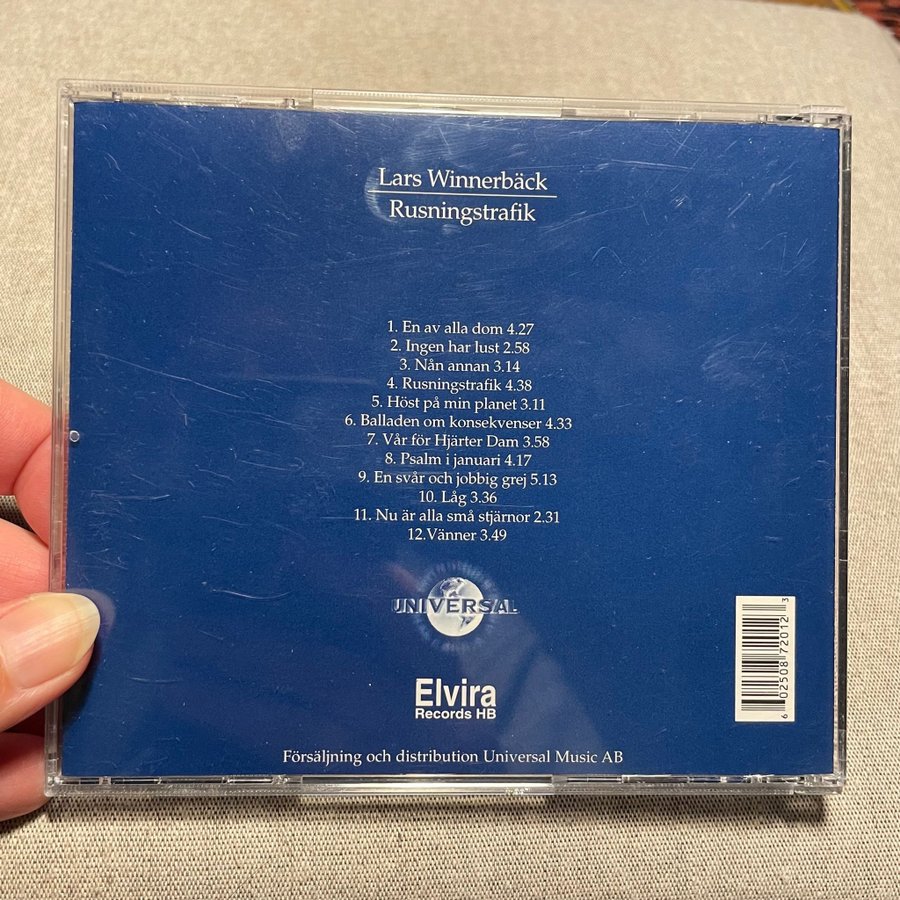 Lars Winnerbäck
Rusningstrafik
1. En av alla dom 4.27
2. Ingen har lust 2.58
3. Nån annan 3.14
4. Rusningstrafik 4.38
5. Höst på min planet 3.11
6. Balladen om konsekvenser 4.33
7. Vår för Hjärter Dam 3.58
8. Psalm i januari 4.17
9. En svår och jobbig grej 5.13
10. Låg 3.36
11. Nu är alla små stjärnor 2.31
12.Vänner 3.49
UNIVERSAL
Elvira
Records HB
6 02508 72012 3
Försäljning och distribution Universal Music AB